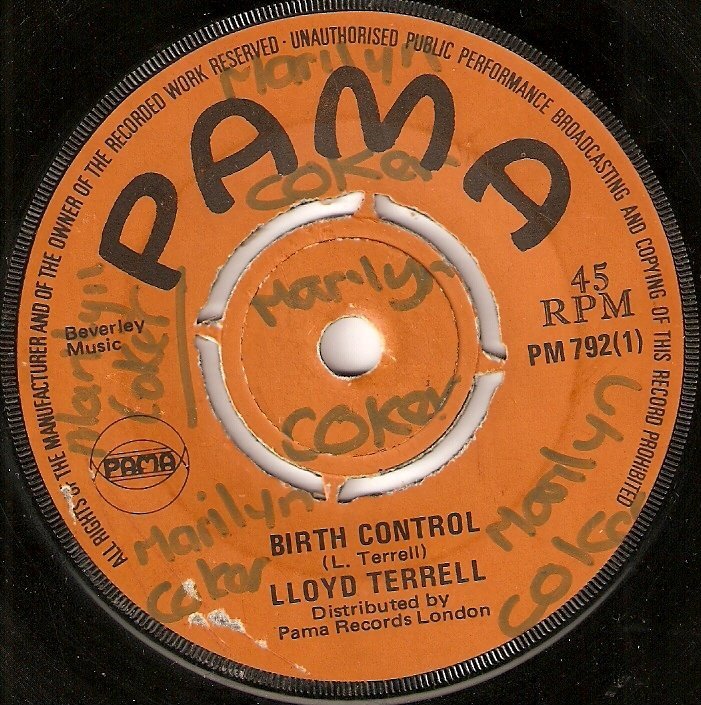 ALL RIGHTS OF THE MANUFACTURER AND OF THE OWNER OF THE RECORDED WORK RESERVED · UNAUTHORISED PUBLIC PERFORMANCE BROADCASTING AND COPYING OF THIS RECORD PROHIBITED
Marilyn
PAMA
COKer
Marilyn
Coker
Marilyn
COKer
45
RPM
PM 792(1)
Beverley
Music
PAMA
Marilyn
Coker
Marilyn
COKer
BIRTH CONTROL
(L. Terrell)
LLOYD TERRELL
Distributed by
Pama Records London